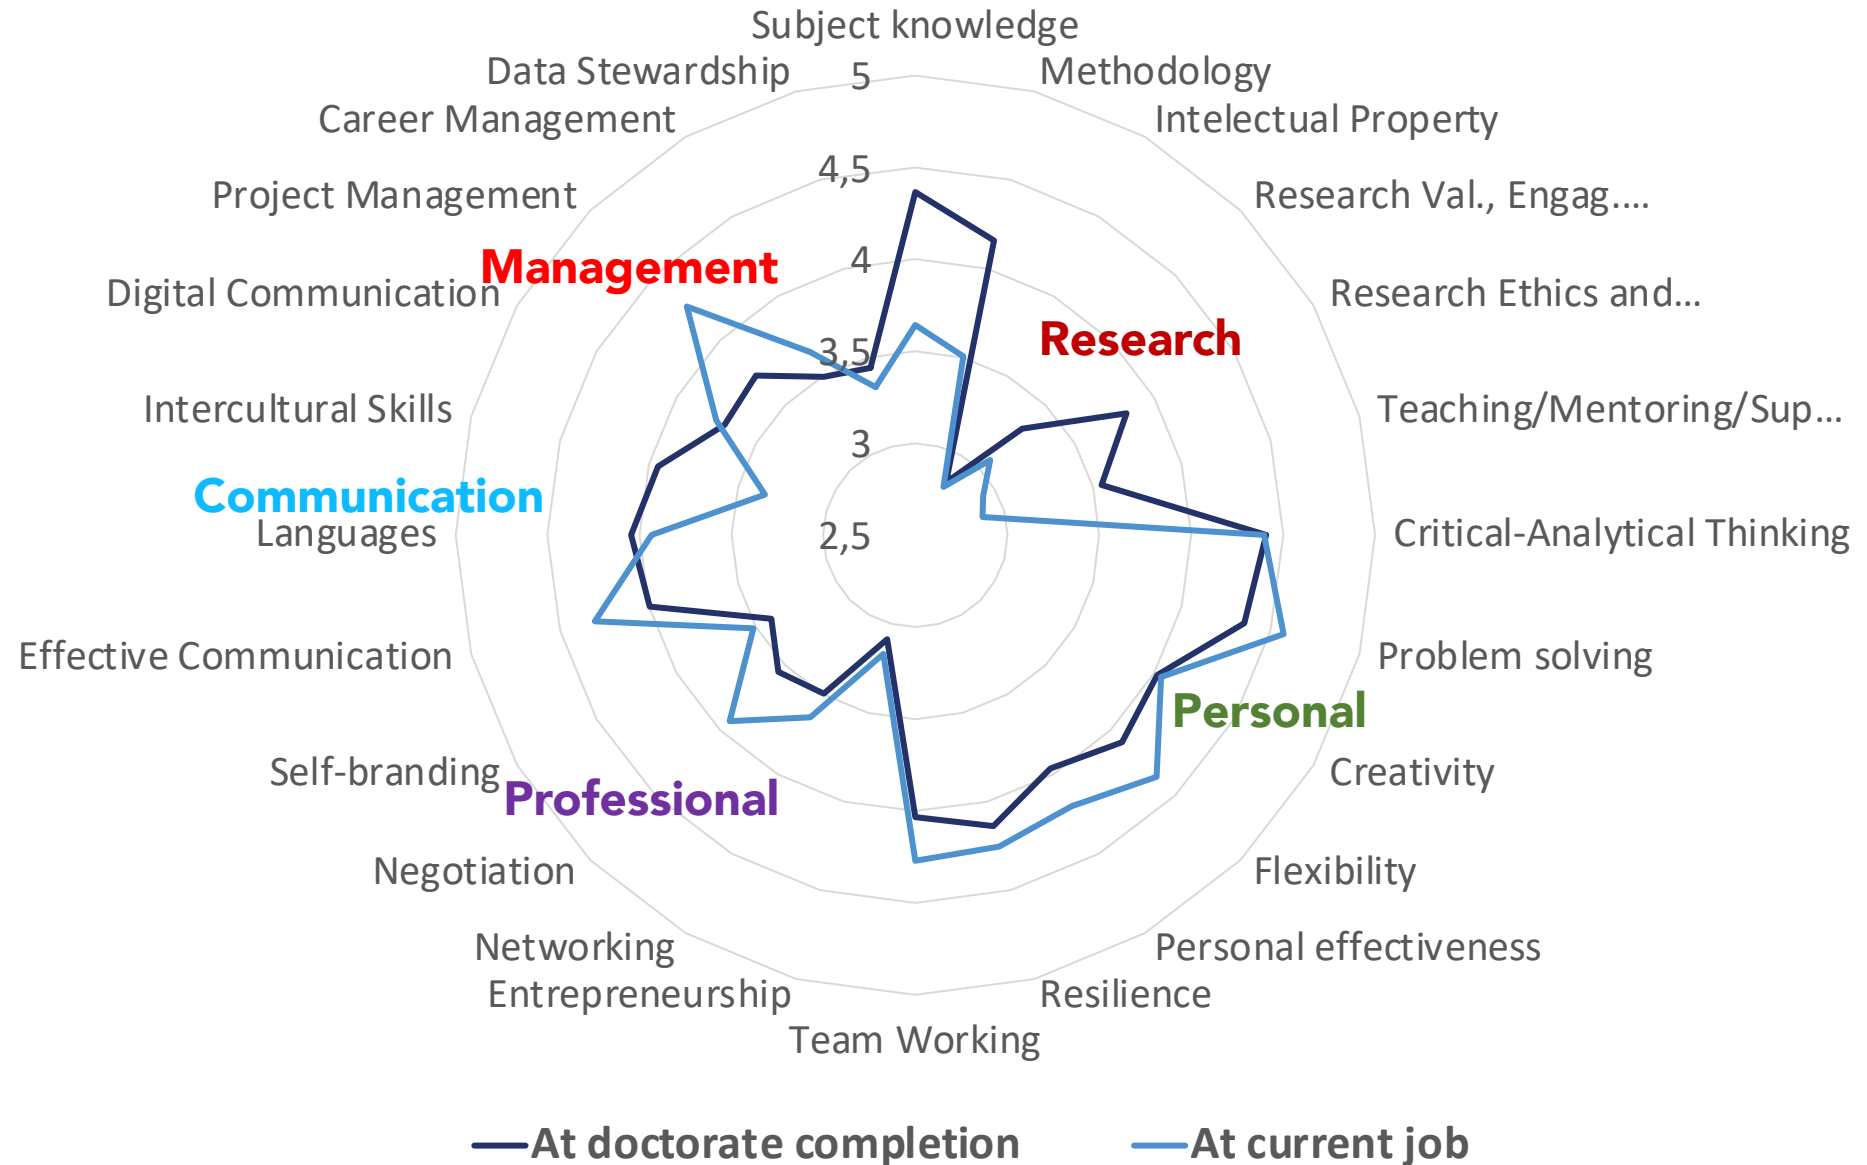 Subject knowledge
Data Stewardship
5
Methodology
Career Management
Intelectual Property
4,5
Project Management
Research Val., Engag....
Management
4
Digital Communication
Research Ethics and...
Research
3,5
Intercultural Skills
Teaching/Mentoring/Sup...
3
Communication
Languages
2,5
Critical-Analytical Thinking
Effective Communication
Problem solving
Personal
Self-branding
Creativity
Professional
Negotiation
Flexibility
Networking
Personal effectiveness
Entrepreneurship
Resilience
Team Working
At doctorate completion
At current job